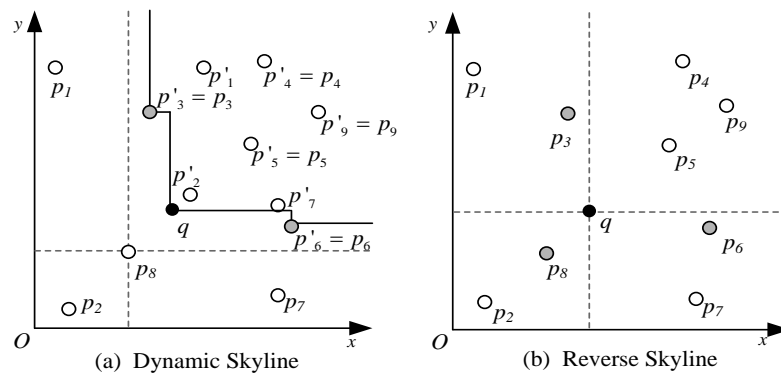 y
p1
p'1
p'4 = p4
p'3 = p3
p'9 = p9
p'5 = p5
p'2
p'7
q
p'6 = p6
p8
p2
p7
O
x
(a) Dynamic Skyline
y
p1
p4
p3
p9
p5
q
p6
p8
p2
p7
O
x
(b) Reverse Skyline